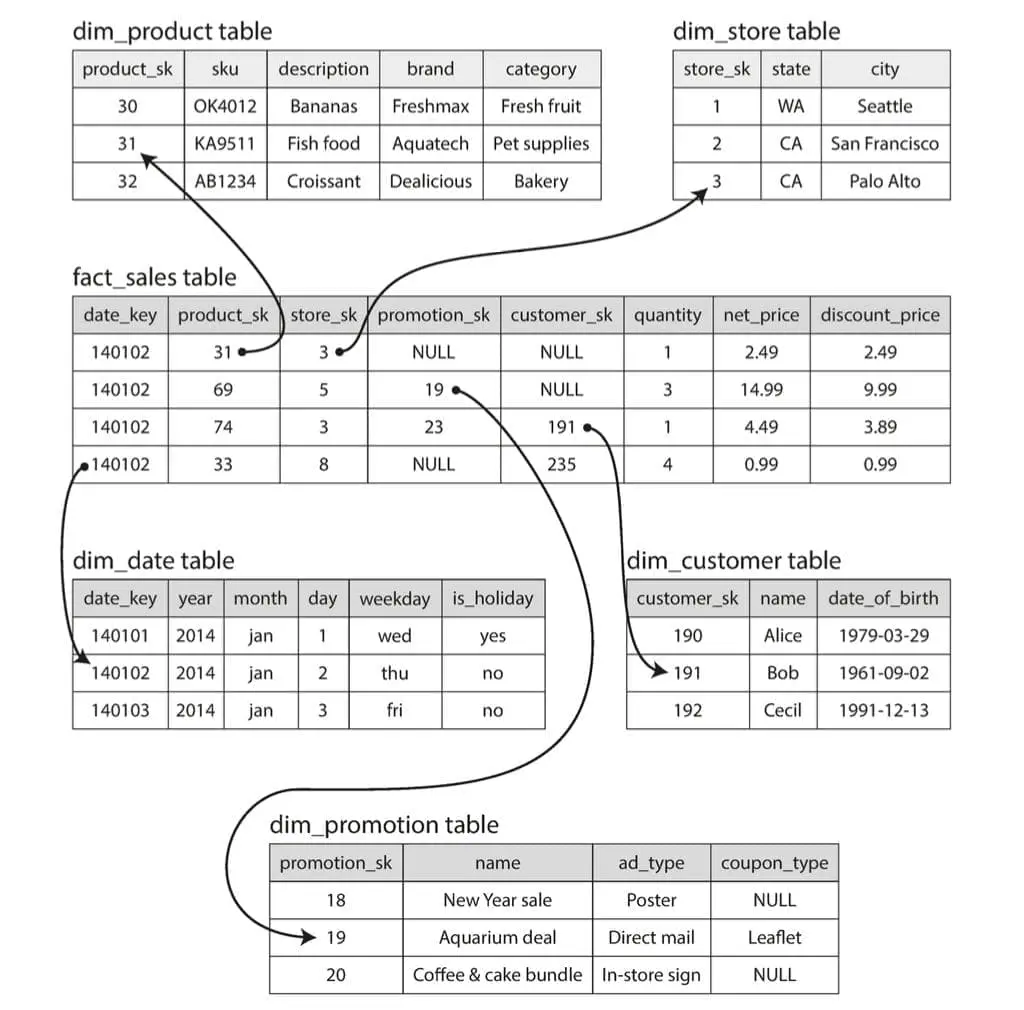 dim_product table
product_sk sku description brand category
30 OK4012 Bananas Freshmax Fresh fruit
31 KA9511 Fish food Aquatech Pet supplies
32 AB1234 Croissant Dealicious Bakery
dim_store table
store_sk state city
1 WA Seattle
2 CA San Francisco
3 CA Palo Alto
fact_sales table
date_key product_sk store_sk promotion_sk customer_sk quantity net_price discount_price
140102 31 3 NULL NULL 1 2.49 2.49
140102 69 5 19 NULL 3 14.99 9.99
140102 74 3 23 191 1 4.49 3.89
140102 33 8 NULL 235 4 0.99 0.99
dim_date table
date_key year month day weekday is_holiday
140101 2014 jan 1 wed yes
140102 2014 jan 2 thu no
140103 2014 jan 3 fri no
dim_customer table
customer_sk name date_of_birth
190 Alice 1979-03-29
191 Bob 1961-09-02
192 Cecil 1991-12-13
dim_promotion table
promotion_sk name ad_type coupon_type
18 New Year sale Poster NULL
19 Aquarium deal Direct mail Leaflet
20 Coffee & cake bundle In-store sign NULL